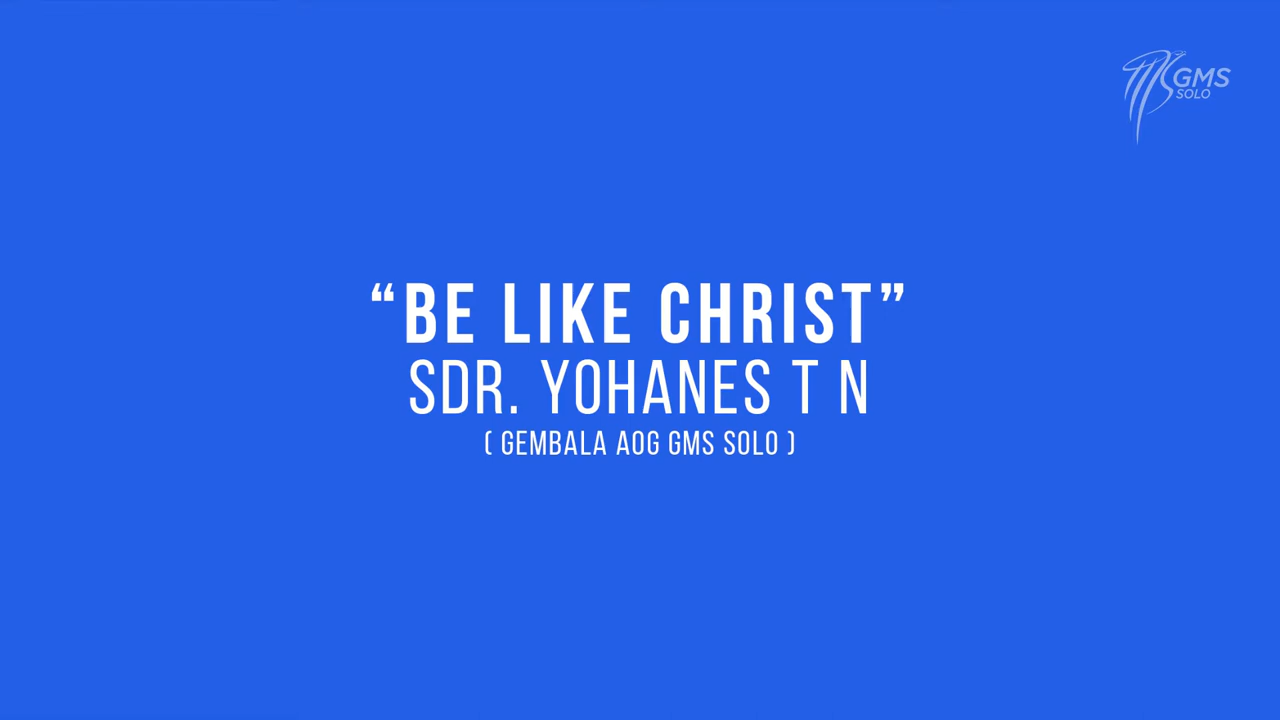 GMS
SOLO
“BE LIKE CHRIST”
SDR. YOHANES T N
( GEMBALA AOG GMS SOLO )